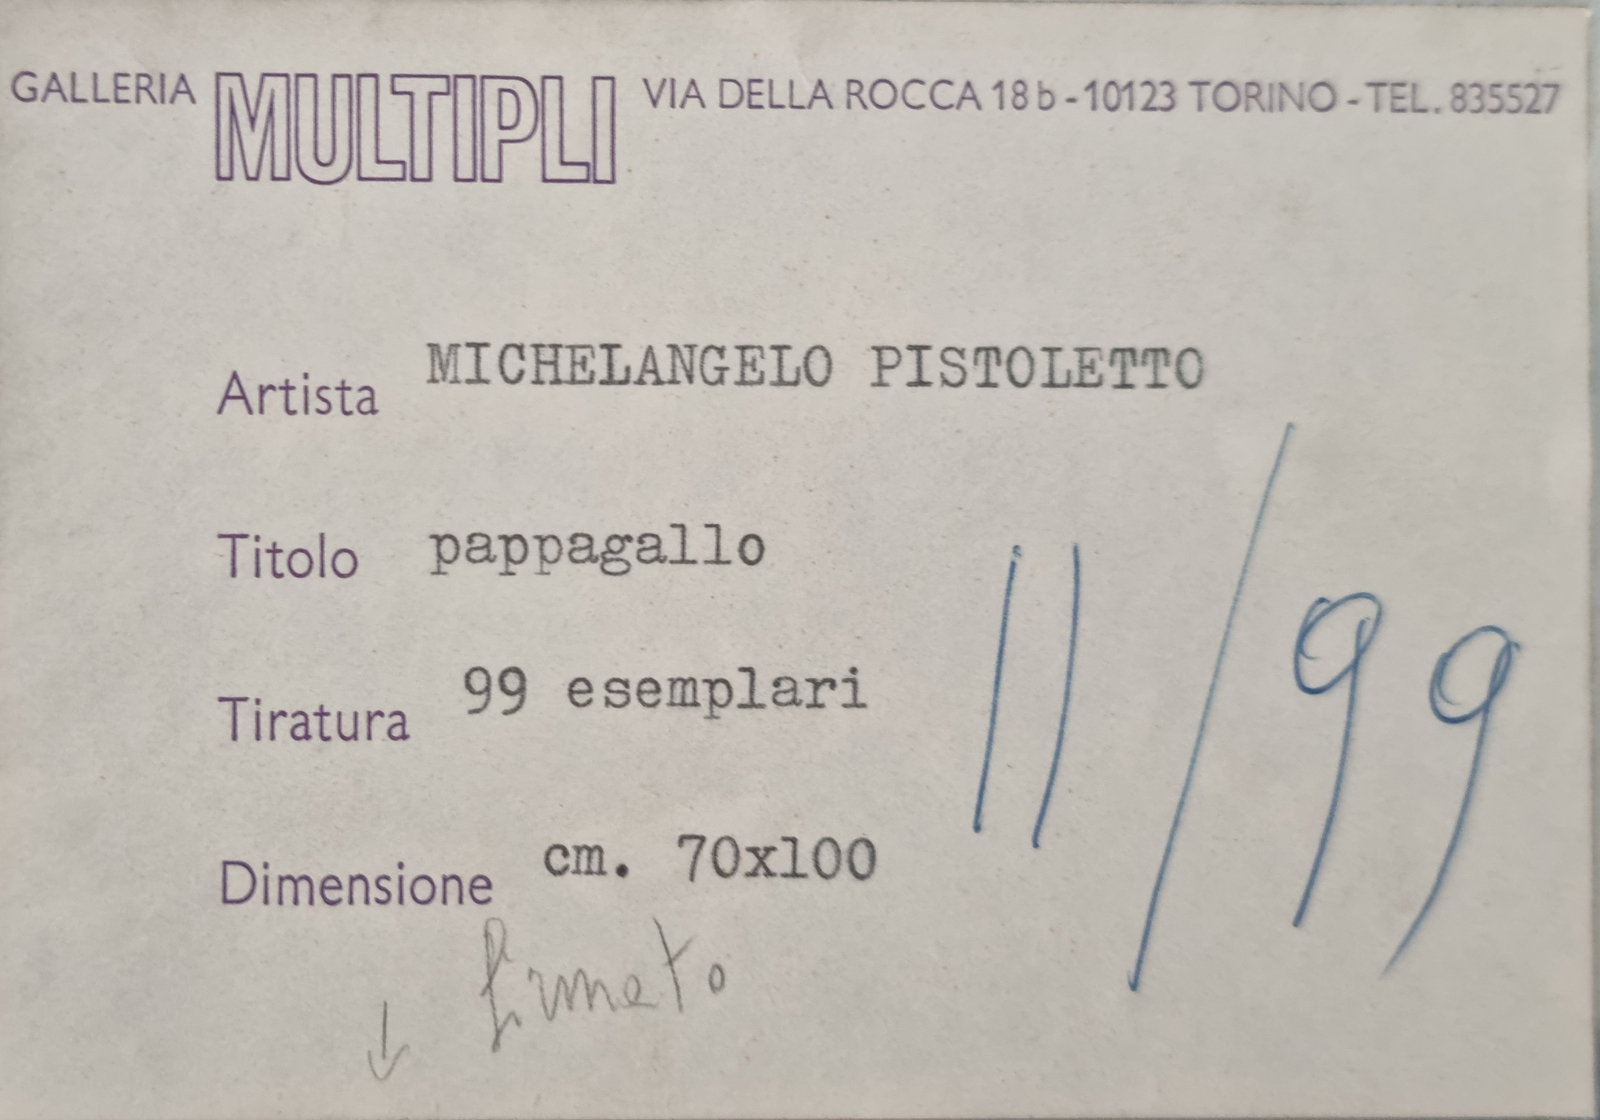 GALLERIA MULTIPLI VIA DELLA ROCCA 18 b - 10123 TORINO - TEL. 835527
Artista MICHELANGELO PISTOLETTO
Titolo pappagallo
Tiratura 99 esemplari
11/99
Dimensione cm. 70x100
↓ firmato